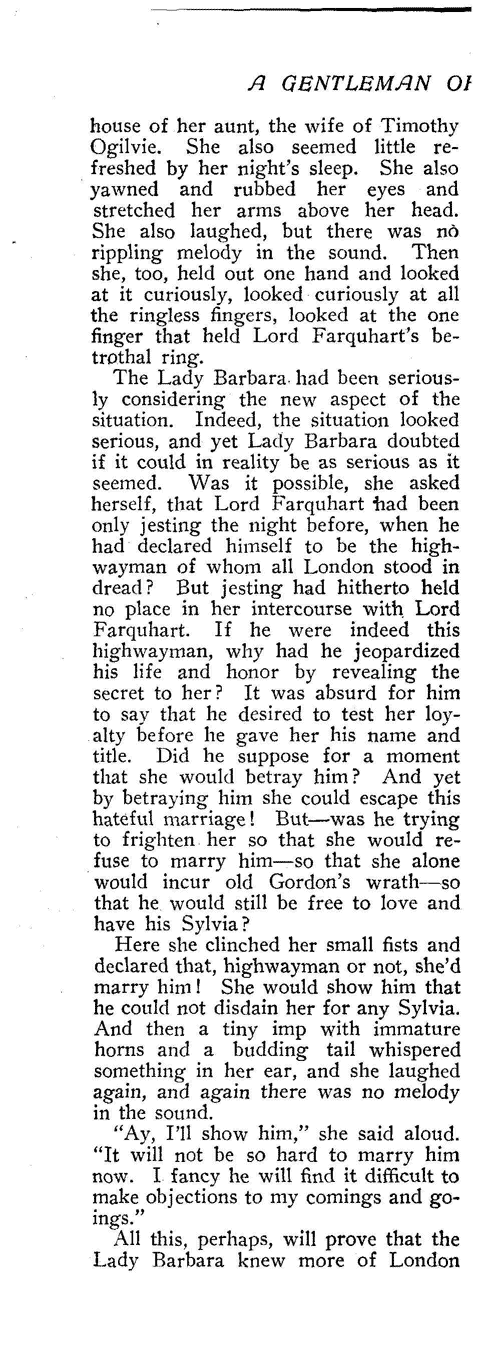 A GENTLEMAN OF
house of her aunt, the wife of Timothy
Ogilvie. She also seemed little re-
freshed by her night's sleep. She also
yawned and rubbed her eyes and
stretched her arms above her head.
She also laughed, but there was no
rippling melody in the sound. Then
she, too, held out one hand and looked
at it curiously, looked curiously at all
the ringless fingers, looked at the one
finger that held Lord Farquhart's be-
trothal ring.
The Lady Barbara had been serious-
ly considering the new aspect of the
situation. Indeed, the situation looked
serious, and yet Lady Barbara doubted
if it could in reality be as serious as it
seemed. Was it possible, she asked
herself, that Lord Farquhart had been
only jesting the night before, when he
had declared himself to be the high-
wayman of whom all London stood in
dread? But jesting had hitherto held
no place in her intercourse with Lord
Farquhart. If he were indeed this
highwayman, why had he jeopardized
his life and honor by revealing the
secret to her? It was absurd for him
to say that he desired to test her loy-
alty before he gave her his name and
title. Did he suppose for a moment
that she would betray him? And yet
by betraying him she could escape this
hateful marriage! But—was he trying
to frighten her so that she would re-
fuse to marry him—so that she alone
would incur old Gordon's wrath—so
that he would still be free to love and
have his Sylvia?
Here she clinched her small fists and
declared that, highwayman or not, she'd
marry him! She would show him that
he could not disdain her for any Sylvia.
And then a tiny imp with immature
horns and a budding tail whispered
something in her ear, and she laughed
again, and again there was no melody
in the sound.
"Ay, I'll show him," she said aloud.
"It will not be so hard to marry him
now. I fancy he will find it difficult to
make objections to my comings and go-
ings."
All this, perhaps, will prove that the
Lady Barbara knew more of London